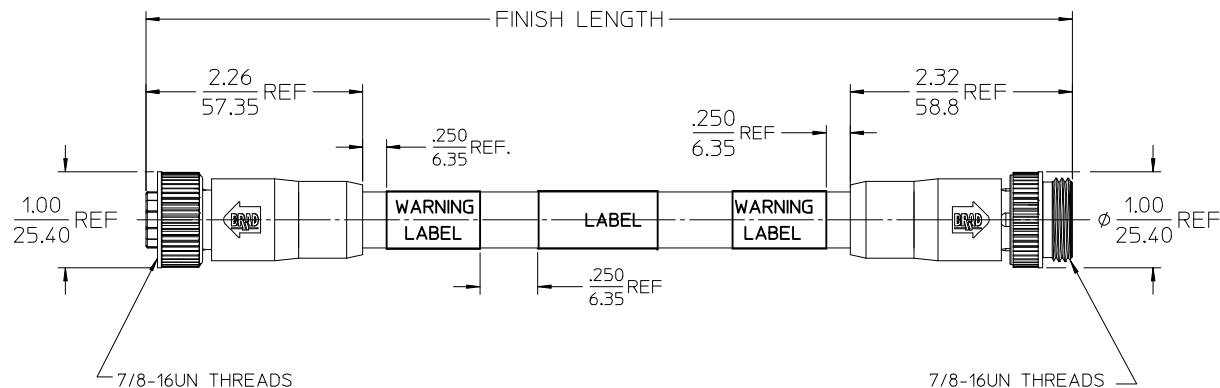 FINISH LENGTH
2.26
57.35
REF
2.32
58.8
REF
.250
6.35
REF.
.250
6.35
REF
1.00
25.40
REF
WARNING
LABEL
LABEL
WARNING
LABEL
BRAD
BRAD
φ 1.00
25.40
REF
.250
6.35
REF
7/8-16UN THREADS
7/8-16UN THREADS